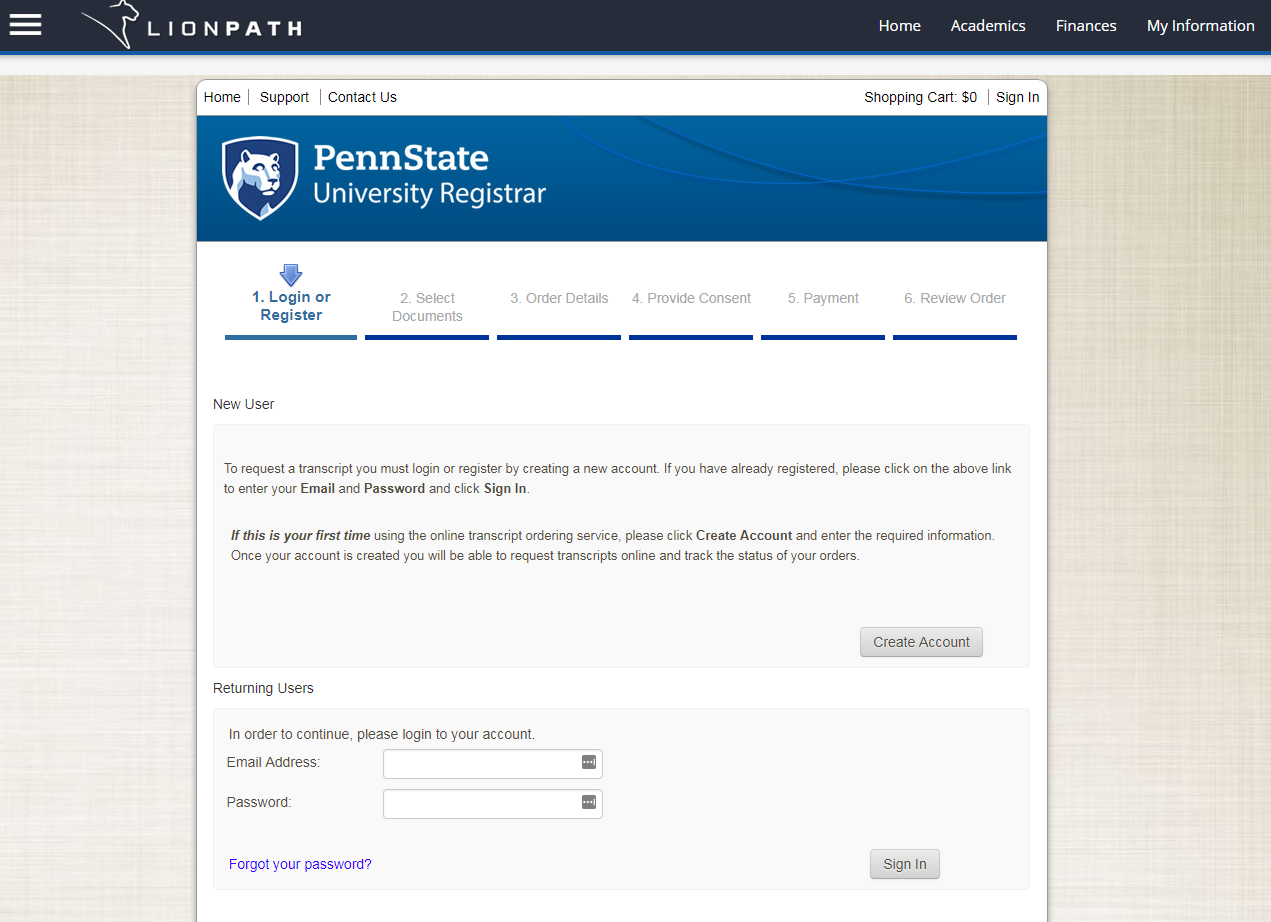 LIONPATH
Home Academics Finances My Information
Home Support Contact Us Shopping Cart: $0 Sign In
PennState
University Registrar
1. Login or
Register
2. Select
Documents
3. Order Details
4. Provide Consent
5. Payment
6. Review Order
New User
To request a transcript you must login or register by creating a new account. If you have already registered, please click on the above link
to enter your Email and Password and click Sign In.
If this is your first time using the online transcript ordering service, please click Create Account and enter the required information.
Once your account is created you will be able to request transcripts online and track the status of your orders.
Create Account
Returning Users
In order to continue, please login to your account.
Email Address:
Password:
Forgot your password? Sign In